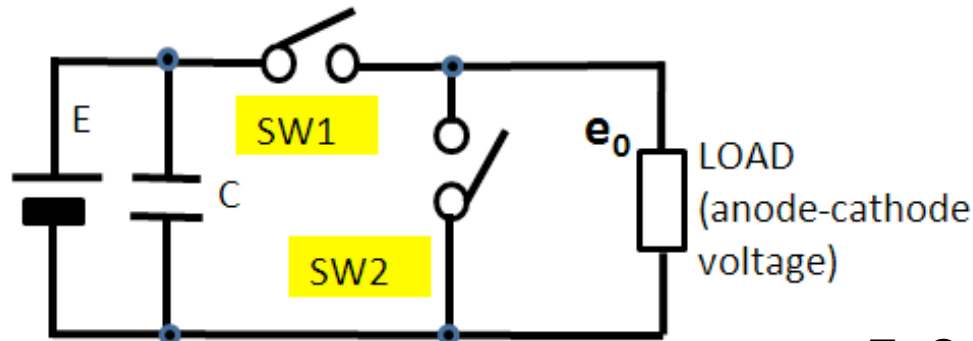 E
C
SW1
SW2
e₀
LOAD
(anode-cathode
voltage)